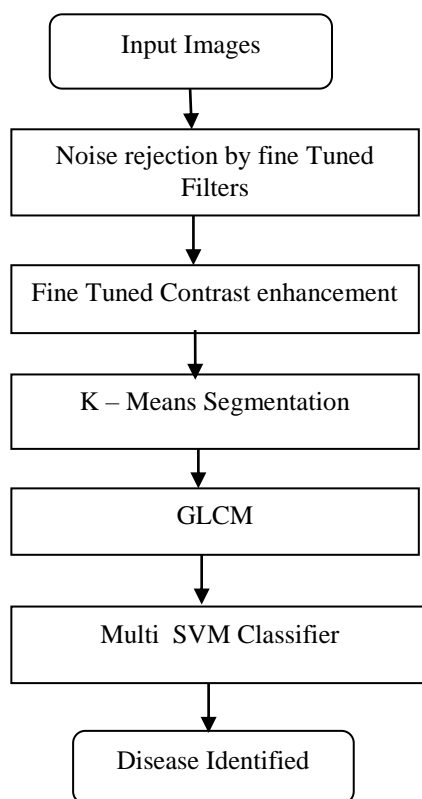 Input Images
Noise rejection by fine Tuned
Filters
Fine Tuned Contrast enhancement
K – Means Segmentation
GLCM
Multi  SVM Classifier
Disease Identified